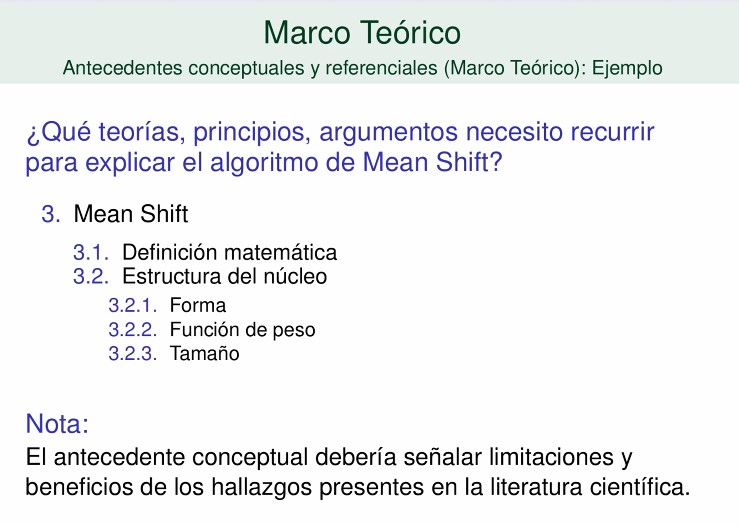 Marco Teórico
Antecedentes conceptuales y referenciales (Marco Teórico): Ejemplo
¿Qué teorías, principios, argumentos necesito recurrir
para explicar el algoritmo de Mean Shift?
3. Mean Shift
3.1. Definición matemática
3.2. Estructura del núcleo
3.2.1. Forma
3.2.2. Función de peso
3.2.3. Tamaño
Nota:
El antecedente conceptual debería señalar limitaciones y
beneficios de los hallazgos presentes en la literatura científica.